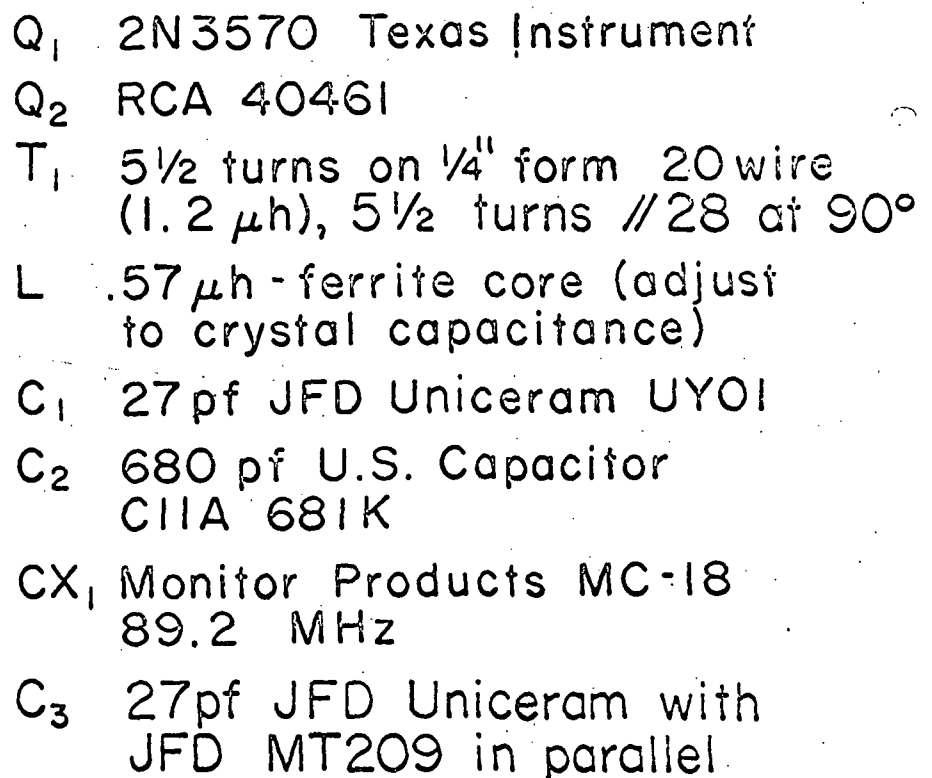 Q₁ 2N3570 Texas Instrument
Q₂ RCA 40461
T₁ 5½ turns on ¼" form 20 wire
(1.2 μh), 5½ turns //28 at 90°
L .57 μh - ferrite core (adjust
to crystal capacitance)
C₁ 27 pf JFD Uniceram UY01
C₂ 680 pf U.S. Capacitor
C11A 681K
CX₁ Monitor Products MC-18
89.2 MHz
C₃ 27pf JFD Uniceram with
JFD MT209 in parallel